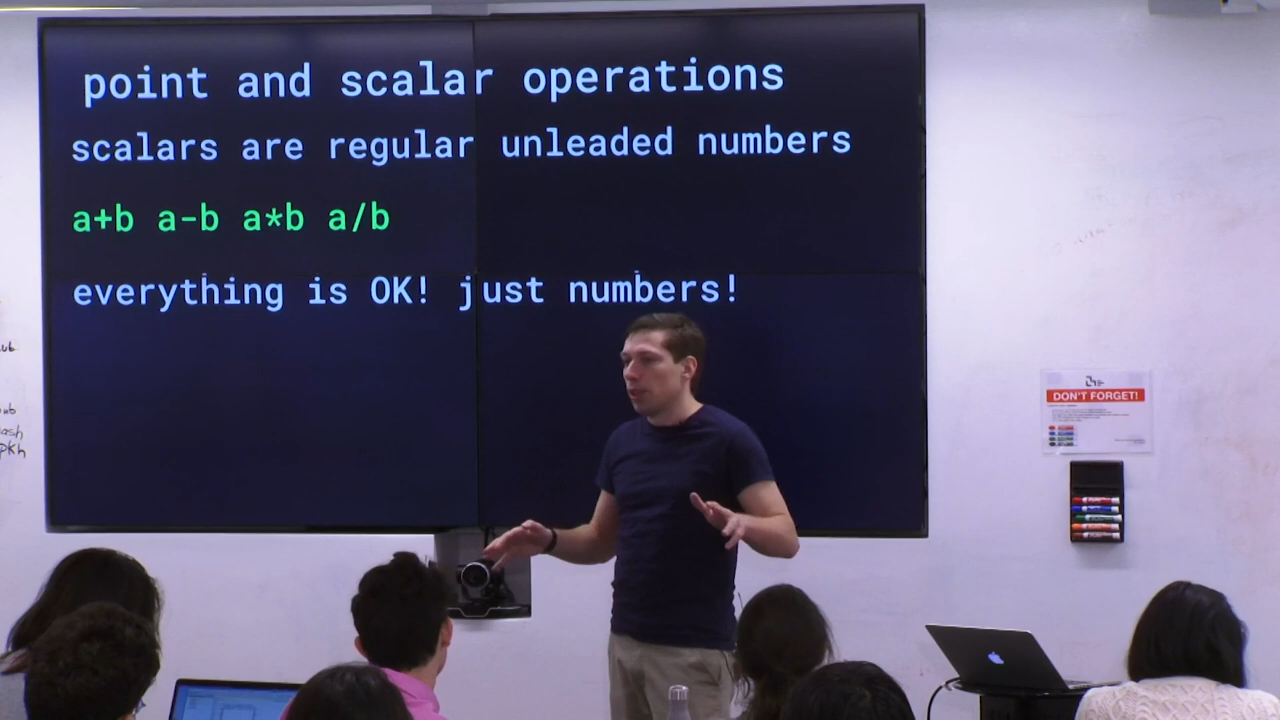 point and scalar operations
scalars are regular unleaded numbers
a+b a-b a*b a/b
everything is OK! just numbers!
DON'T FORGET!